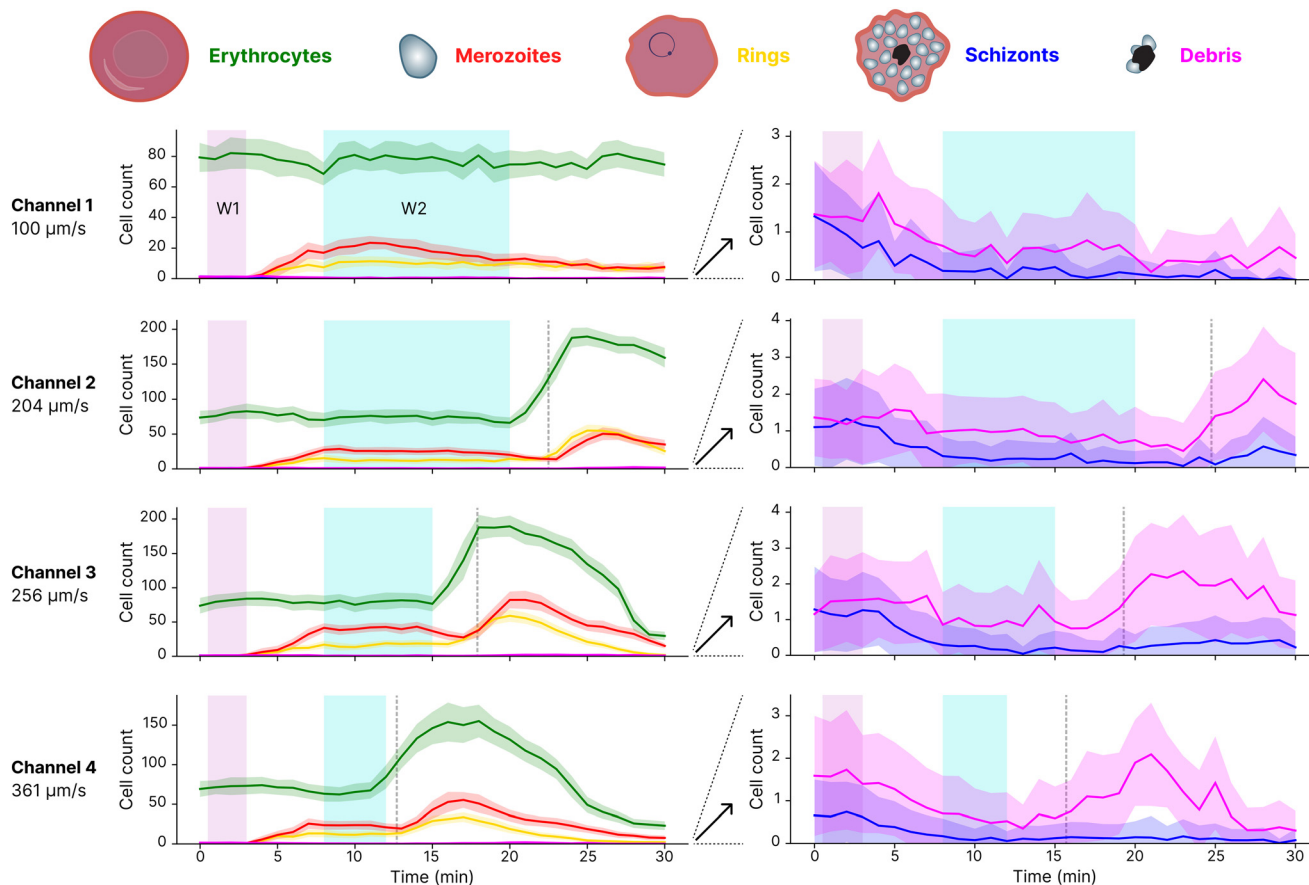 Erythrocytes Merozoites Rings Schizonts Debris
Channel 1
100 µm/s
Cell count
80
60
40
20
0
W1
W2
Cell count
3
2
1
0
Channel 2
204 µm/s
Cell count
200
150
100
50
0
Cell count
4
3
2
1
0
Channel 3
256 µm/s
Cell count
200
150
100
50
0
Cell count
4
3
2
1
0
Channel 4
361 µm/s
Cell count
150
100
50
0
0 5 10 15 20 25 30
Time (min)
Cell count
3
2
1
0
0 5 10 15 20 25 30
Time (min)